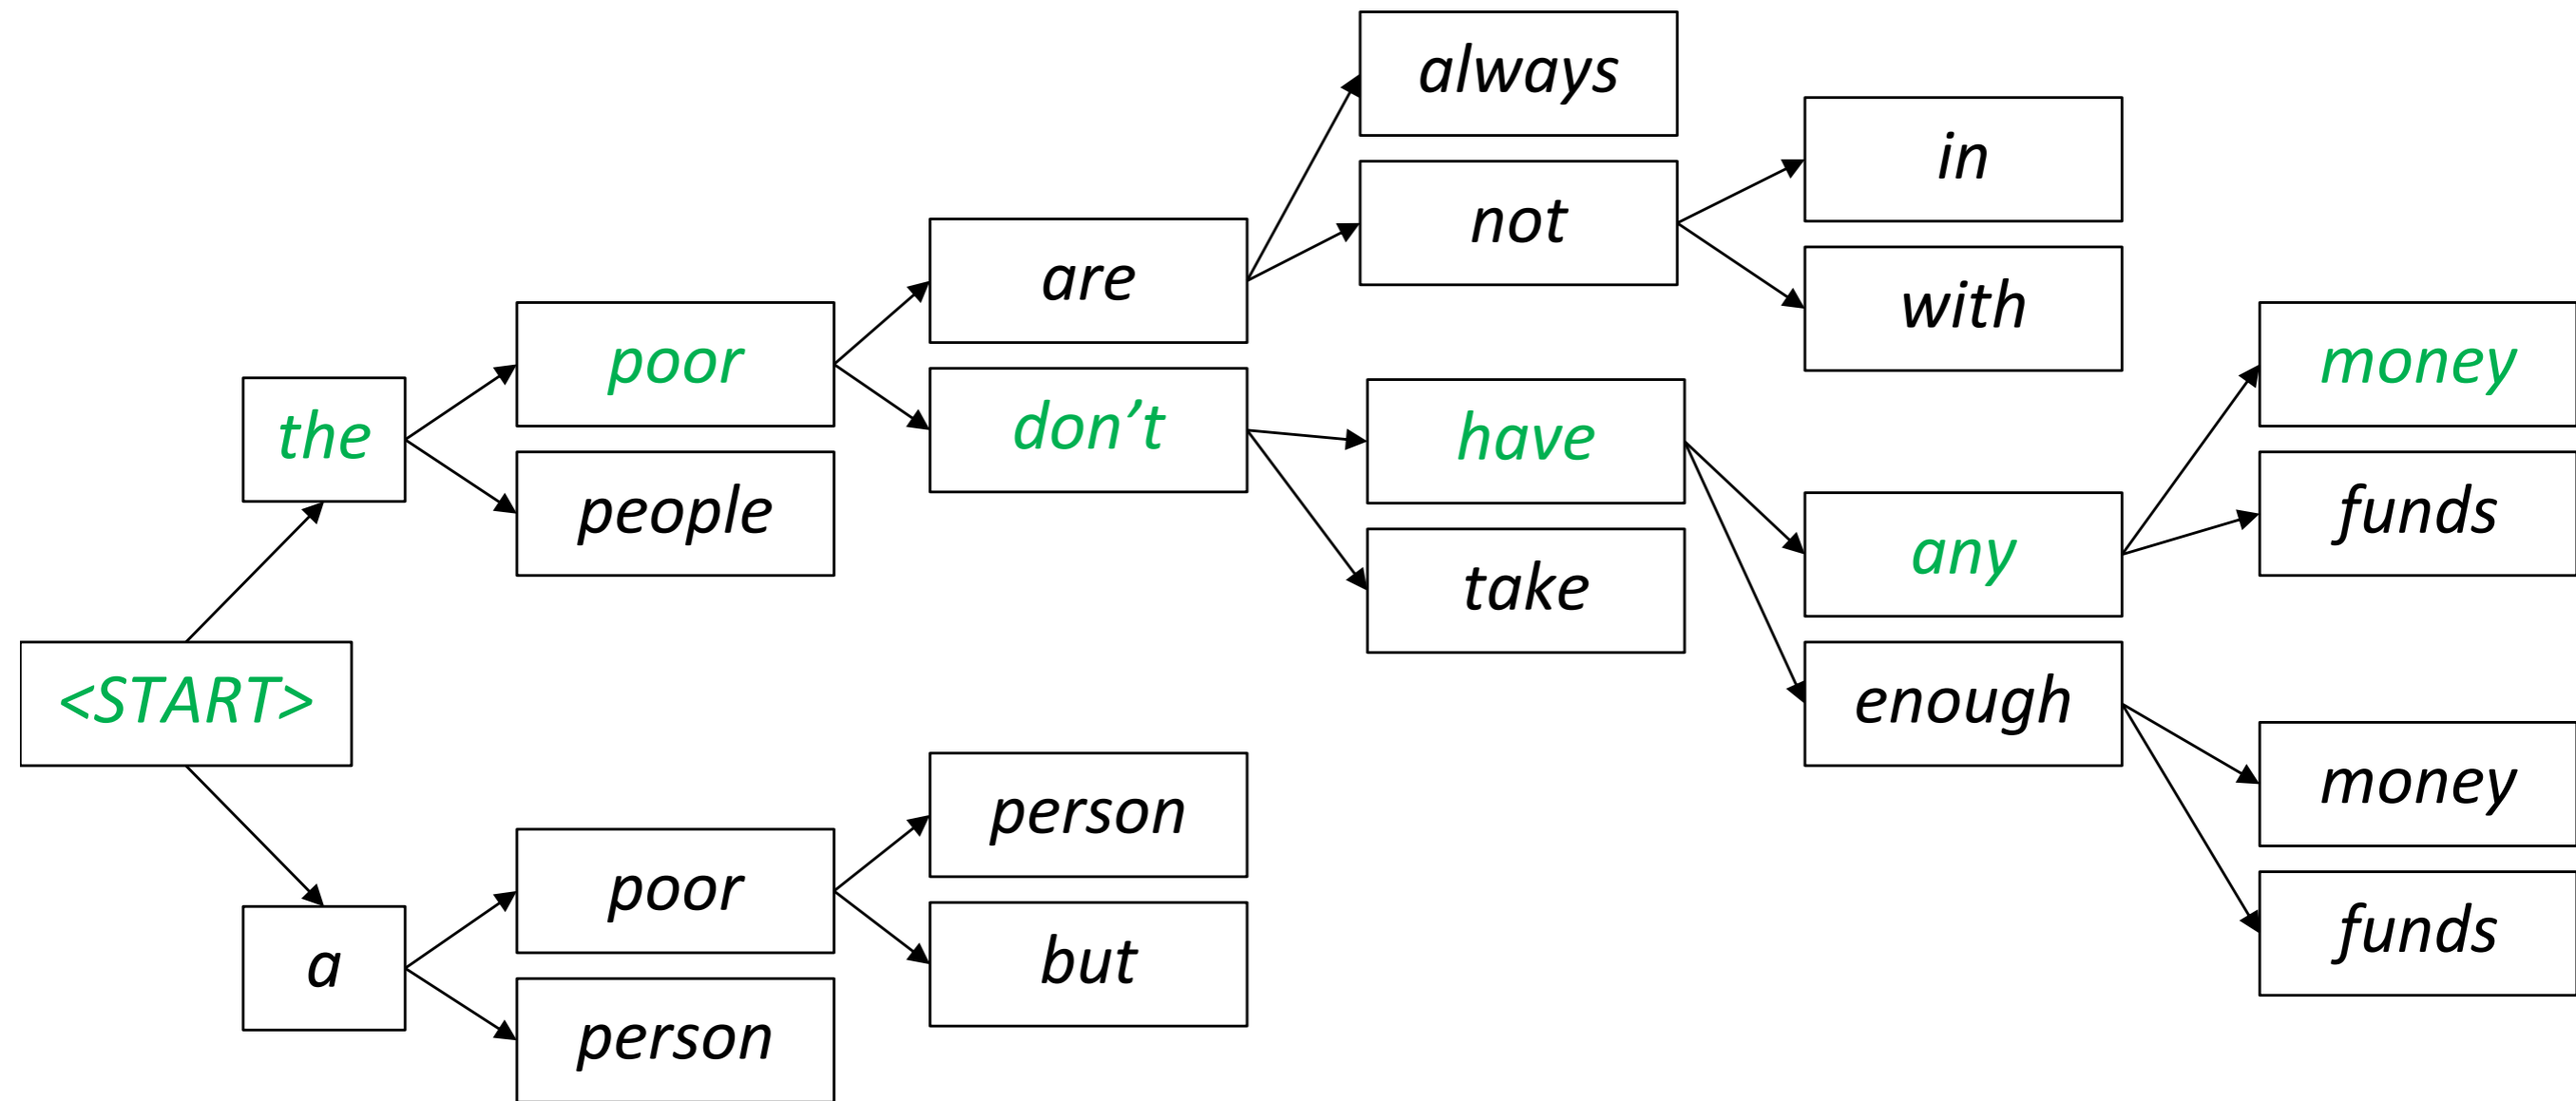 always
in
not
are
with
poor
money
the
don’t
have
people
funds
any
take
<START>
enough
person
money
poor
a
but
funds
person